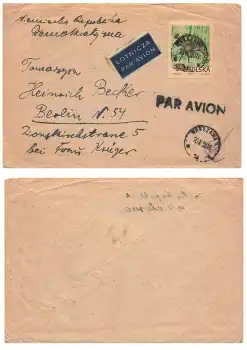 Niemiecka Republika
Demokratyczna
LOTNICZA
PAR AVION
POLSKA
Towarzysz
Heinrich Becker
Berlin N. 54
PAR AVION
Zionskirchstrasse 5
bei Frau Krüger
WARSZAWA